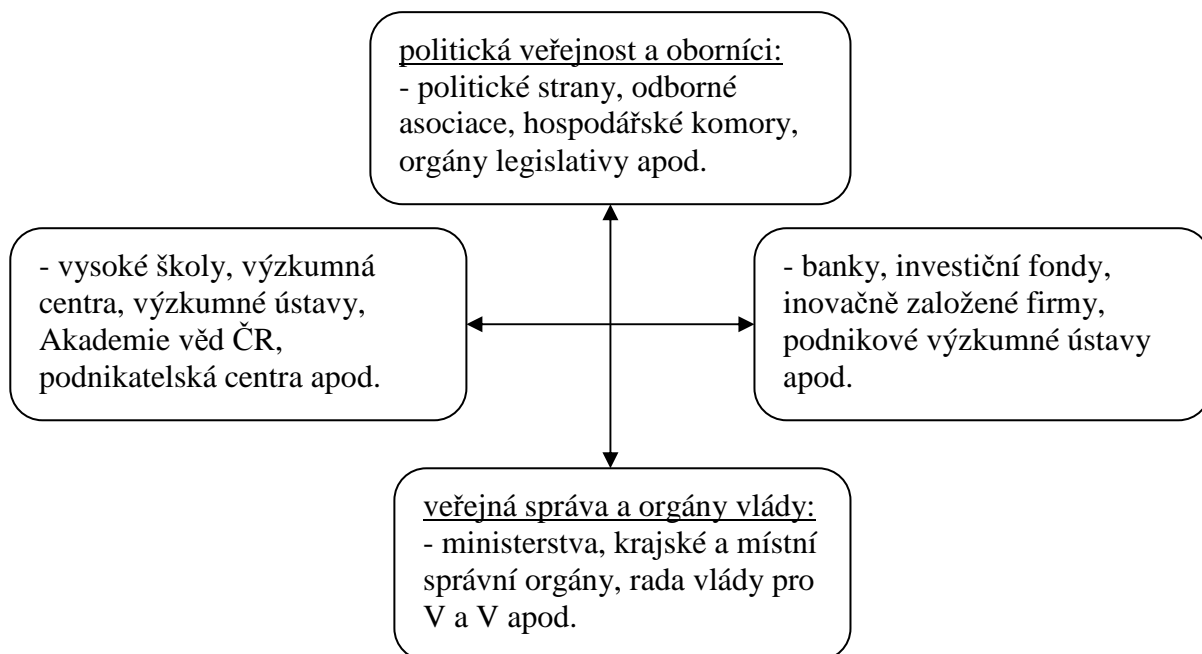 politická veřejnost a oborníci:
- politické strany, odborné
asociace, hospodářské komory,
orgány legislativy apod.
- vysoké školy, výzkumná
centra, výzkumné ústavy,
Akademie věd ČR,
podnikatelská centra apod.
- banky, investiční fondy,
inovačně založené firmy,
podnikové výzkumné ústavy
apod.
veřejná správa a orgány vlády:
- ministerstva, krajské a místní
správní orgány, rada vlády pro
V a V apod.